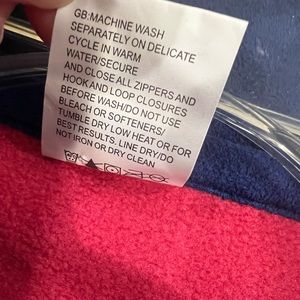 GB:MACHINE WASH
SEPARATELY ON DELICATE
CYCLE IN WARM
WATER/SECURE
AND CLOSE ALL ZIPPERS AND
HOOK AND LOOP CLOSURES
BEFORE WASH/DO NOT USE
BLEACH OR SOFTENERS/
TUMBLE DRY LOW HEAT OR FOR
BEST RESULTS, LINE DRY/DO
NOT IRON OR DRY CLEAN